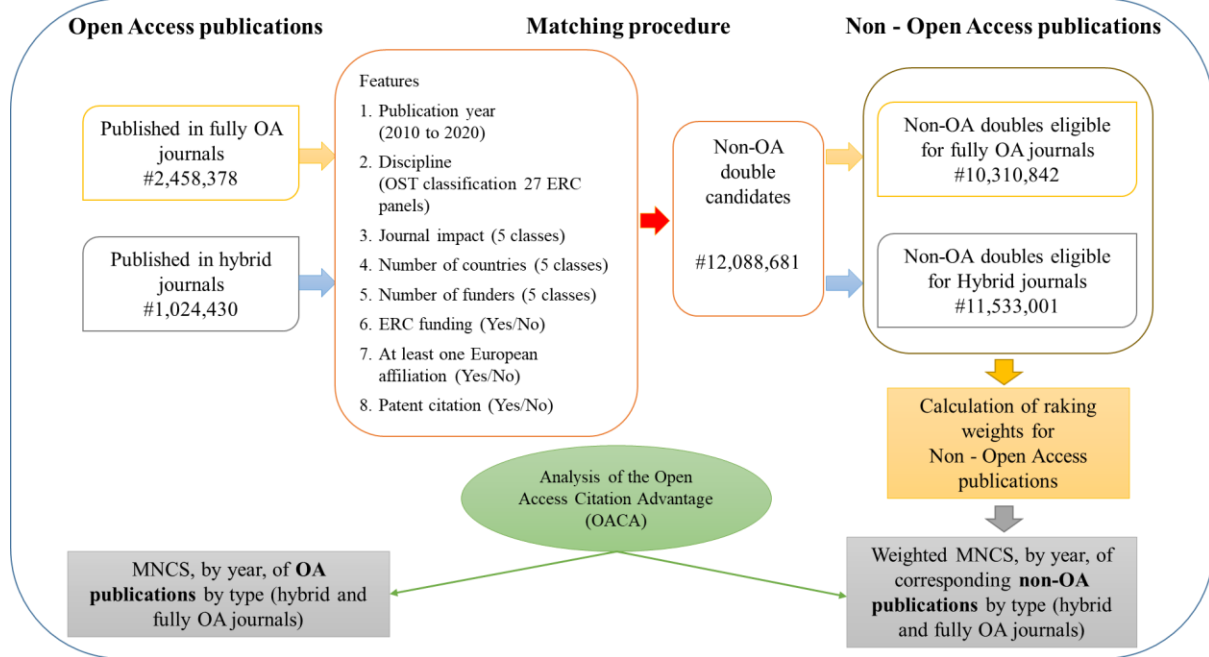 Open Access publications
Matching procedure
Non - Open Access publications
Published in fully OA
journals
#2,458,378
Published in hybrid
journals
#1,024,430
Features
1. Publication year
(2010 to 2020)
2. Discipline
(OST classification 27 ERC
panels)
3. Journal impact (5 classes)
4. Number of countries (5 classes)
5. Number of funders (5 classes)
6. ERC funding (Yes/No)
7. At least one European
affiliation (Yes/No)
8. Patent citation (Yes/No)
Non-OA
double
candidates
#12,088,681
Non-OA doubles eligible
for fully OA journals
#10,310,842
Non-OA doubles eligible
for Hybrid journals
#11,533,001
Calculation of raking
weights for
Non - Open Access
publications
Analysis of the Open
Access Citation Advantage
(OACA)
MNCS, by year, of OA
publications by type (hybrid and
fully OA journals)
Weighted MNCS, by year, of
corresponding non-OA
publications by type (hybrid
and fully OA journals)